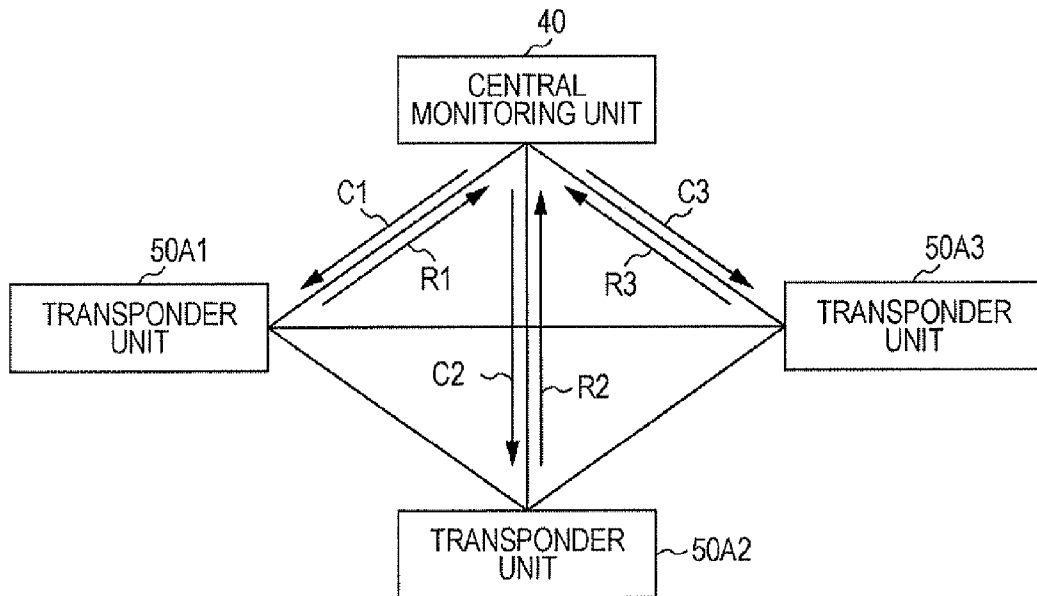 40
CENTRAL
MONITORING UNIT
C1
C3
50A1
R1
R3
50A3
TRANSPONDER
UNIT
TRANSPONDER
UNIT
C2
R2
TRANSPONDER
UNIT
50A2